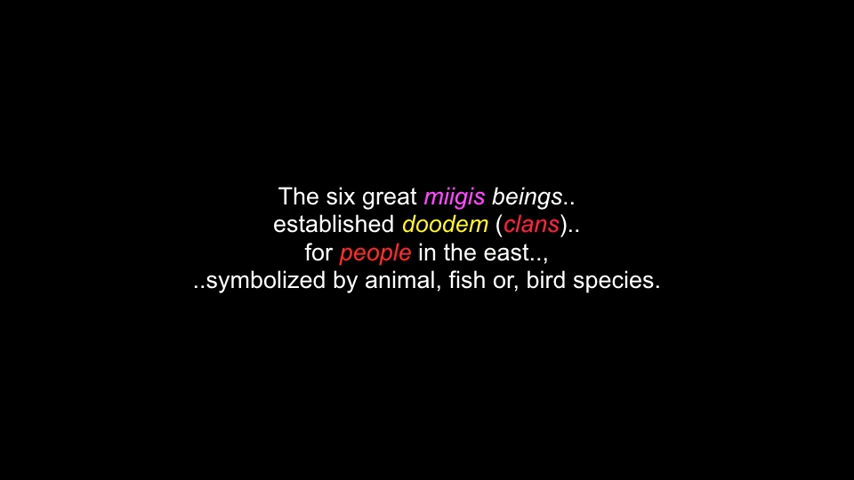 The six great miigis beings..
established doodem (clans)..
for people in the east..,
..symbolized by animal, fish or, bird species.